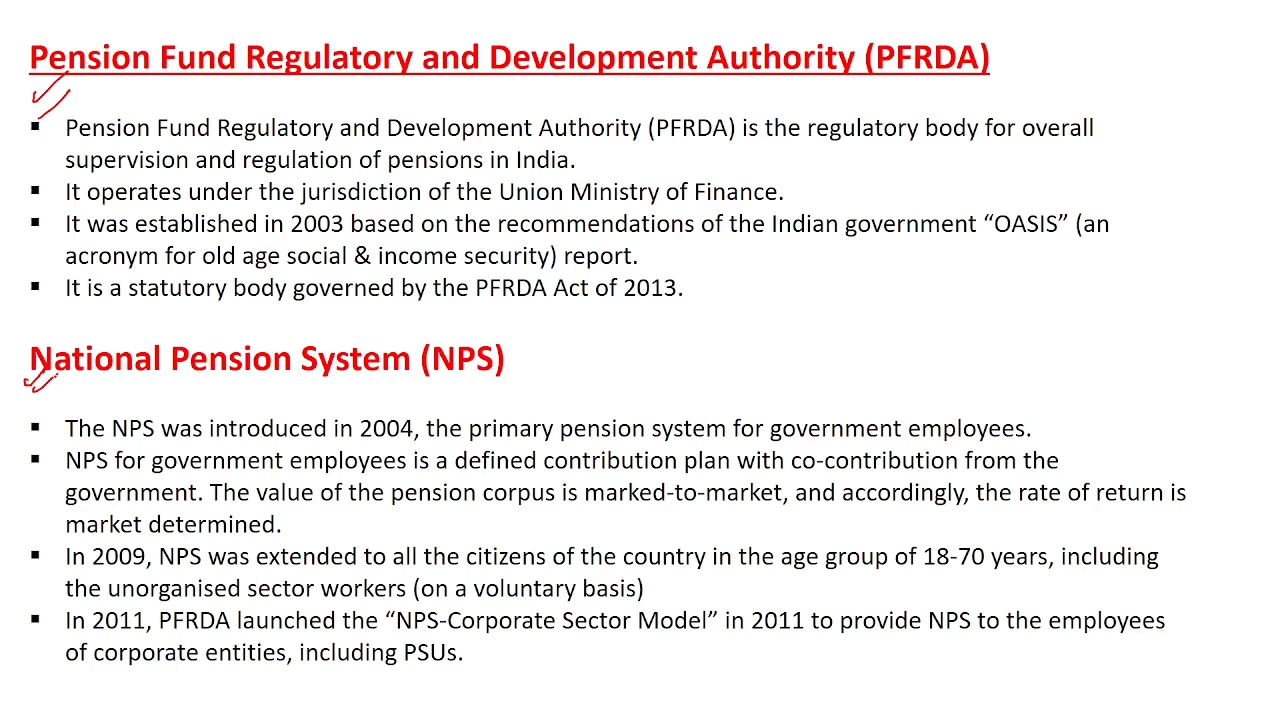 Pension Fund Regulatory and Development Authority (PFRDA)
▪ Pension Fund Regulatory and Development Authority (PFRDA) is the regulatory body for overall
supervision and regulation of pensions in India.
▪ It operates under the jurisdiction of the Union Ministry of Finance.
▪ It was established in 2003 based on the recommendations of the Indian government “OASIS” (an
acronym for old age social & income security) report.
▪ It is a statutory body governed by the PFRDA Act of 2013.
National Pension System (NPS)
▪ The NPS was introduced in 2004, the primary pension system for government employees.
▪ NPS for government employees is a defined contribution plan with co-contribution from the
government. The value of the pension corpus is marked-to-market, and accordingly, the rate of return is
market determined.
▪ In 2009, NPS was extended to all the citizens of the country in the age group of 18-70 years, including
the unorganised sector workers (on a voluntary basis)
▪ In 2011, PFRDA launched the “NPS-Corporate Sector Model” in 2011 to provide NPS to the employees
of corporate entities, including PSUs.